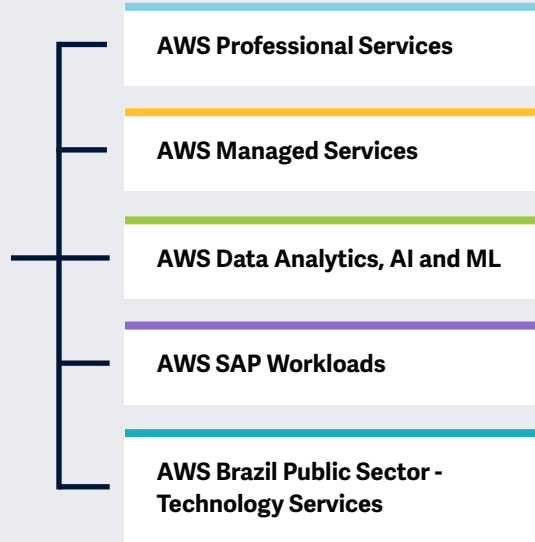 AWS Professional Services
AWS Managed Services
AWS Data Analytics, AI and ML
AWS SAP Workloads
AWS Brazil Public Sector -
Technology Services